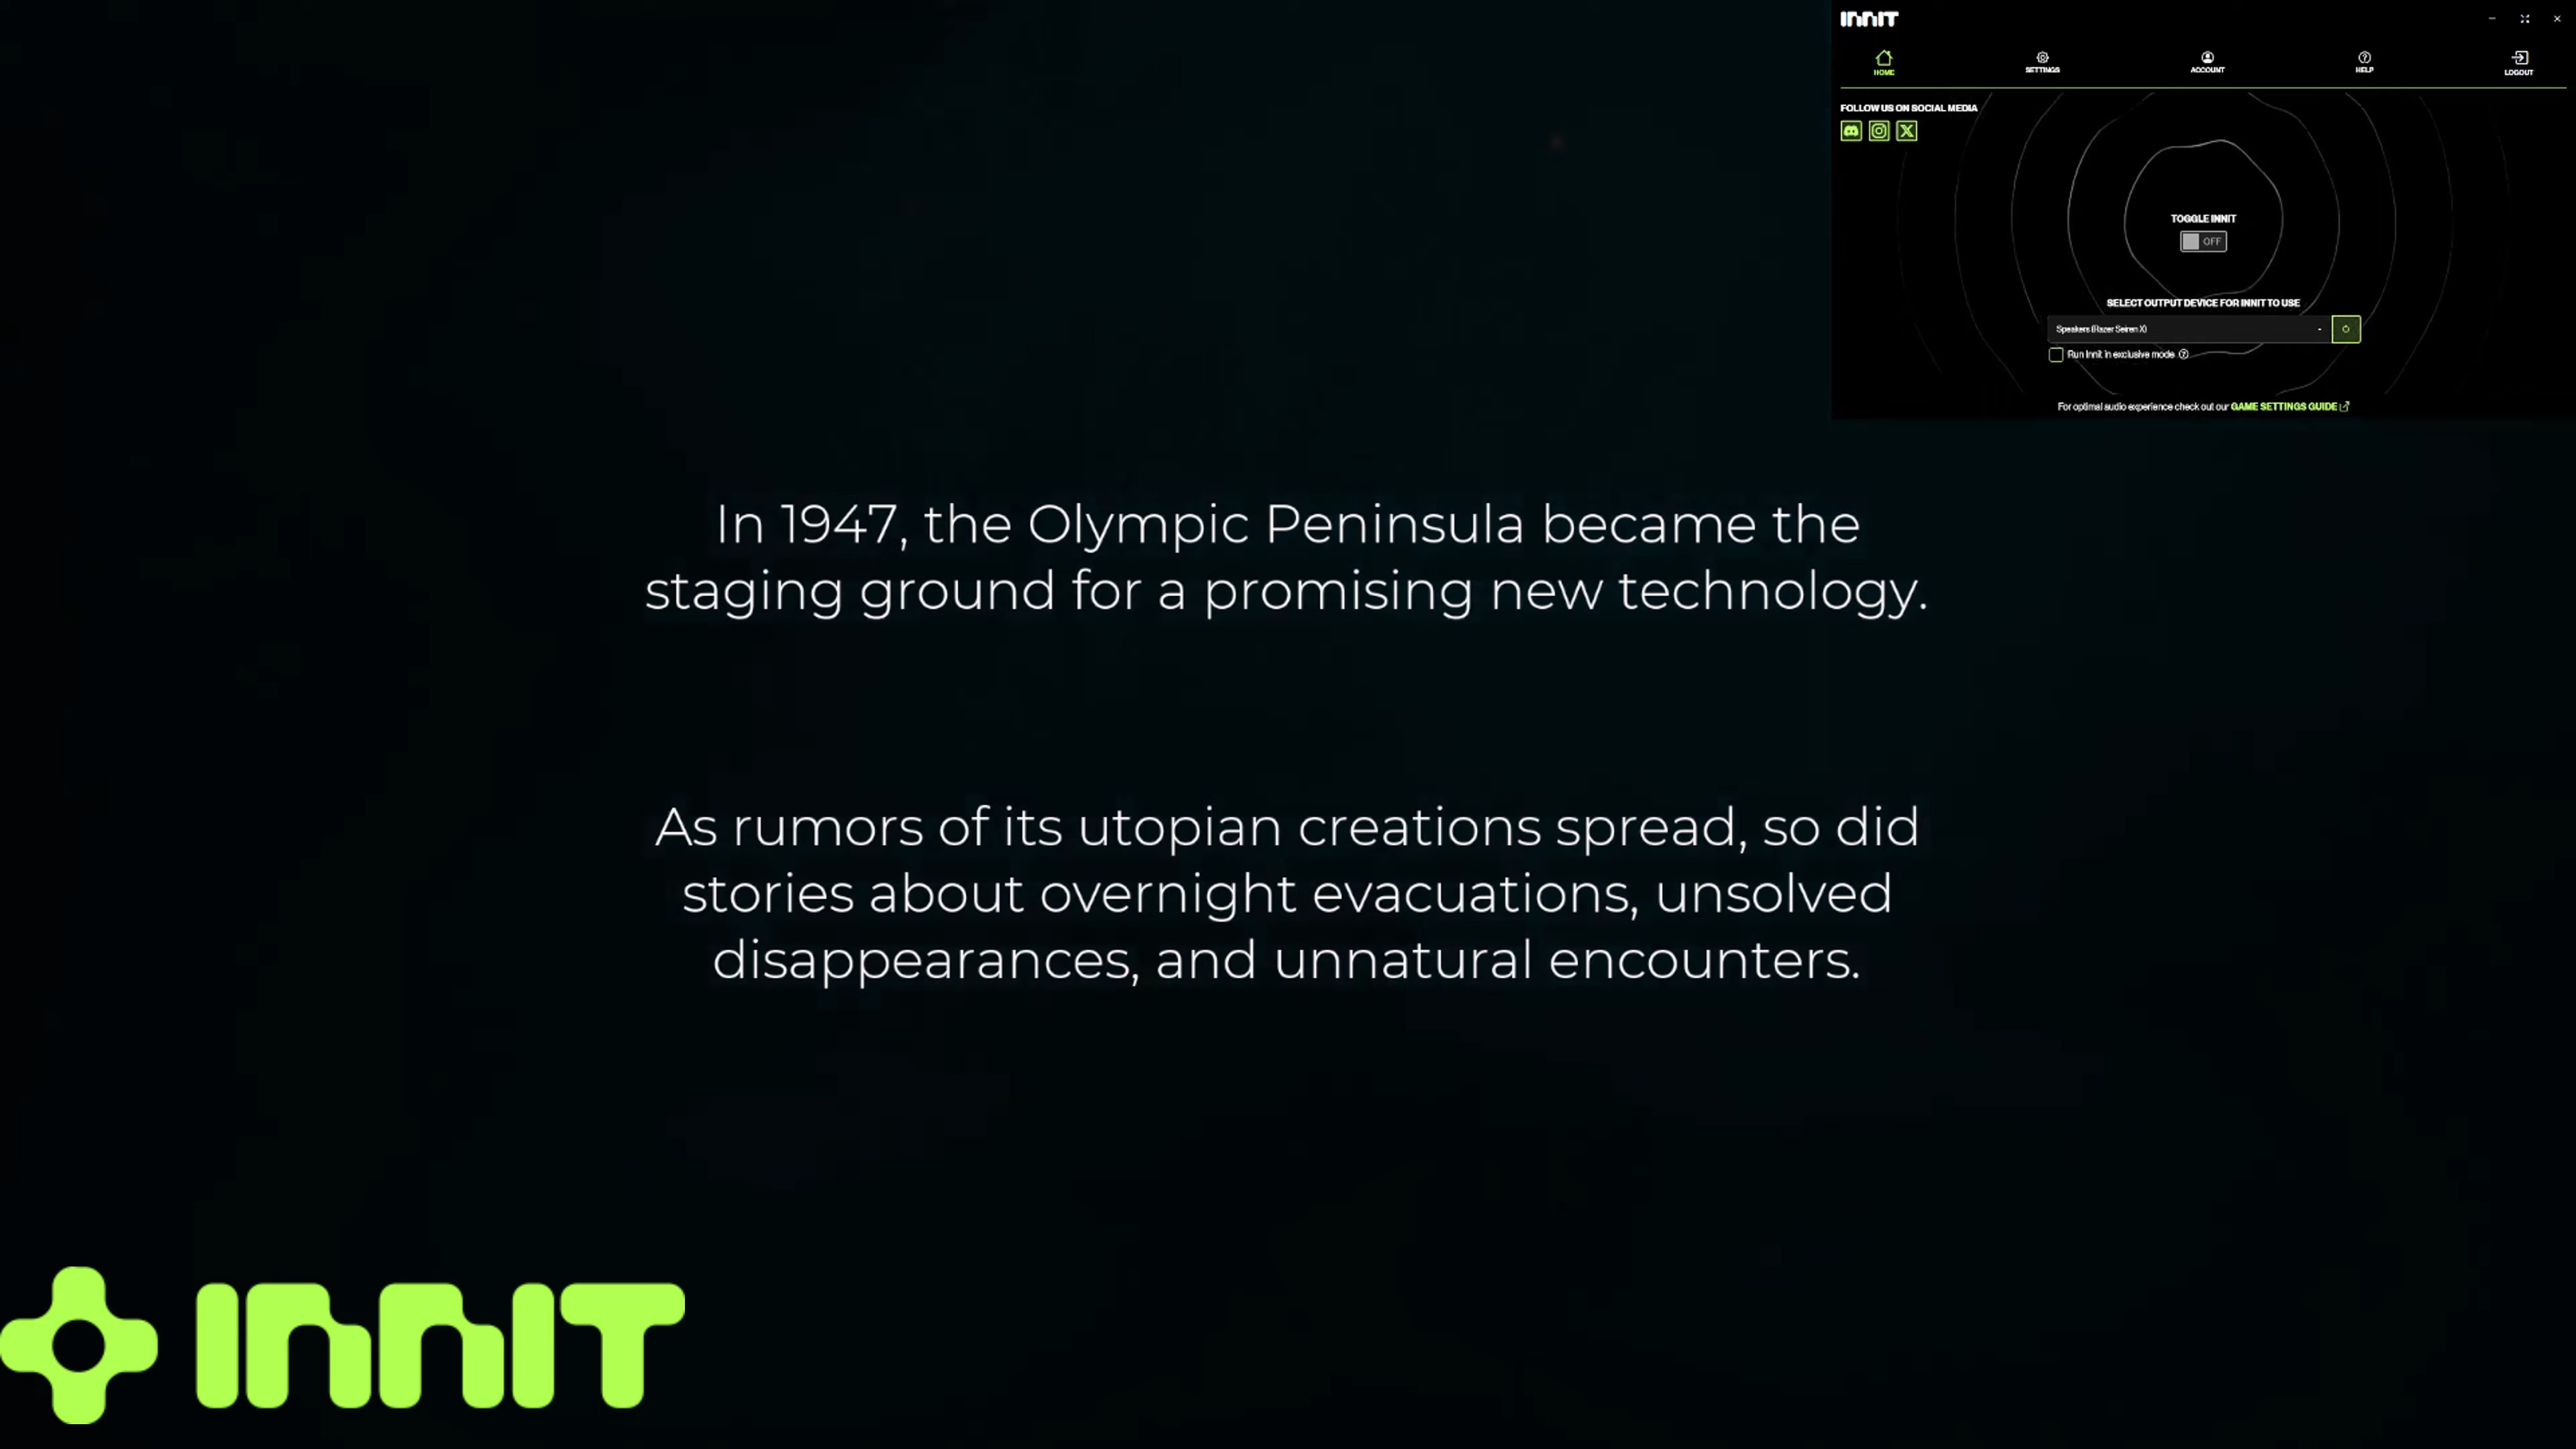 INNIT
HOME
SETTINGS
ACCOUNT
HELP
LOGOUT
FOLLOW US ON SOCIAL MEDIA
TOGGLE INNIT
OFF
SELECT OUTPUT DEVICE FOR INNIT TO USE
Speakers (Razer Seiren X)
Run Innit in exclusive mode
For optimal audio experience check out our GAME SETTINGS GUIDE
In 1947, the Olympic Peninsula became the
staging ground for a promising new technology.
As rumors of its utopian creations spread, so did
stories about overnight evacuations, unsolved
disappearances, and unnatural encounters.
INNIT